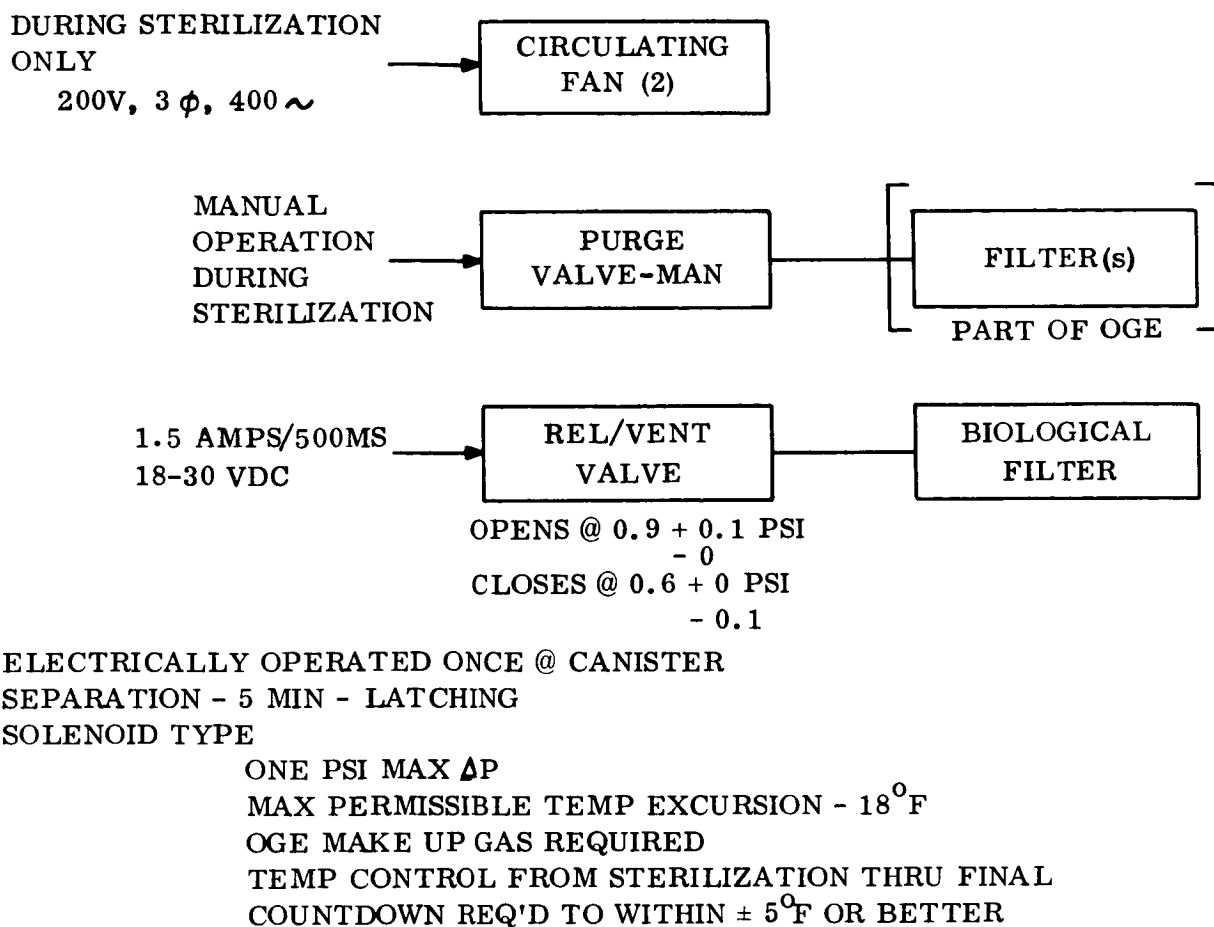 DURING STERILIZATION
ONLY
200V, 3 ϕ, 400 ~
CIRCULATING
FAN (2)
MANUAL
OPERATION
DURING
STERILIZATION
PURGE
VALVE-MAN
FILTER(s)
PART OF OGE
1.5 AMPS/500MS
18-30 VDC
REL/VENT
VALVE
BIOLOGICAL
FILTER
OPENS @ 0.9 + 0.1 PSI
- 0
CLOSES @ 0.6 + 0 PSI
- 0.1
ELECTRICALLY OPERATED ONCE @ CANISTER
SEPARATION - 5 MIN - LATCHING
SOLENOID TYPE
ONE PSI MAX ΔP
MAX PERMISSIBLE TEMP EXCURSION - 18°F
OGE MAKE UP GAS REQUIRED
TEMP CONTROL FROM STERILIZATION THRU FINAL
COUNTDOWN REQ'D TO WITHIN ± 5°F OR BETTER